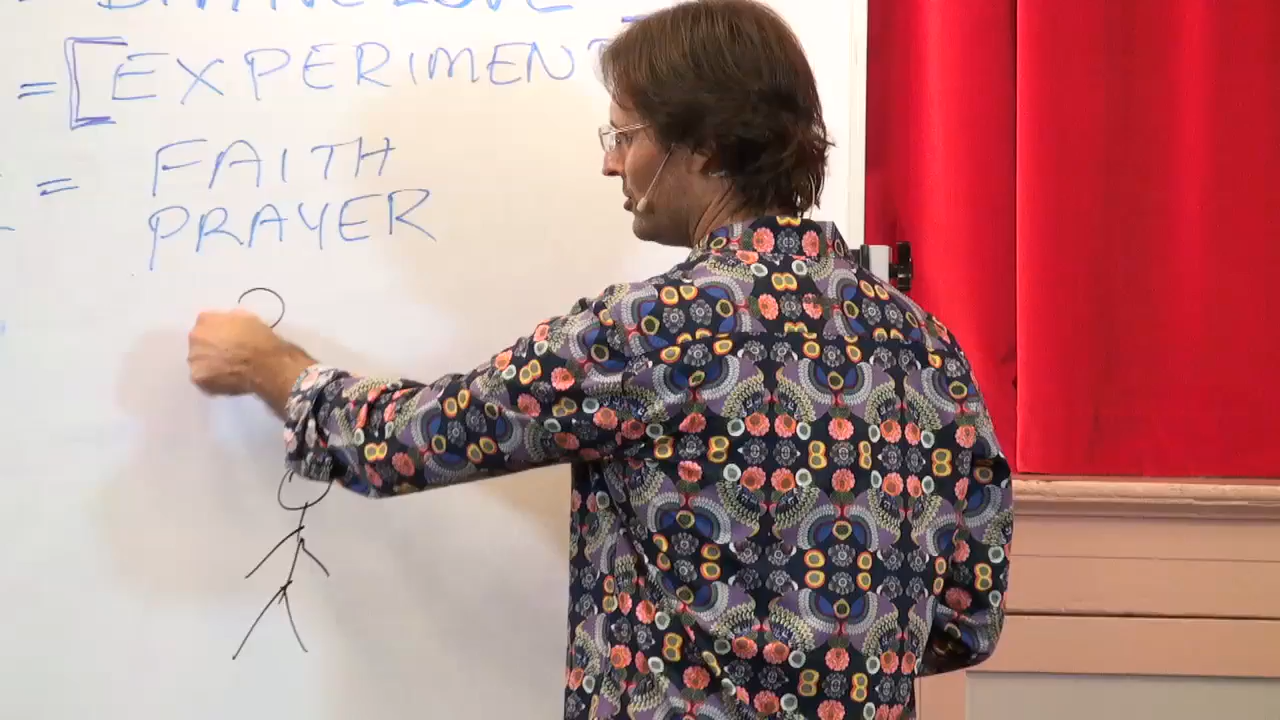 = [EXPERIMENT
= FAITH
PRAYER